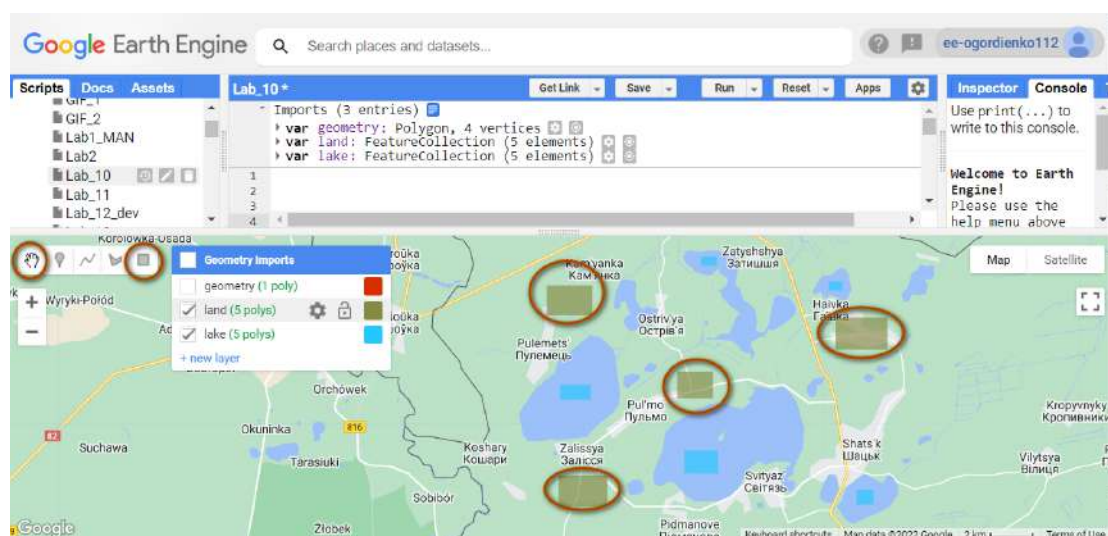 Google Earth Engine
Search places and datasets...
ee-ogordienko112
Scripts Docs Assets
GIF_1
GIF_2
Lab1_MAN
Lab2
Lab_10
Lab_11
Lab_12_dev
Lab_10 *
Get Link Save Run Reset Apps
Imports (3 entries)
var geometry: Polygon, 4 vertices
var land: FeatureCollection (5 elements)
var lake: FeatureCollection (5 elements)
1
2
3
4
Inspector Console
Use print(...) to
write to this console.
Welcome to Earth
Engine!
Please use the
help menu above
Korolówka-Osada
Geometry Imports
geometry (1 poly)
land (5 polys)
lake (5 polys)
+ new layer
Map Satellite
+
−
Wyryki-Połód
Zatyshshya
Затишшя
Кам'янка
Ostriv'ya
Острів'я
Halvka
Pulemets'
Пулемець
Orchówek
Pul'mo
Пульмо
Kropyvnyky
Кропивники
Okuninka
816
82
Suchawa
Tarasiuki
Koshary
Кошари
Zalissya
Залісся
Shats'k
Шацьк
Vilytsya
Вілиця
Svityaz'
Світязь
Sobibór
Google
Żłobek
Pidmanove
Keyboard shortcuts Map data ©2022 Google 2 km Terms of Use